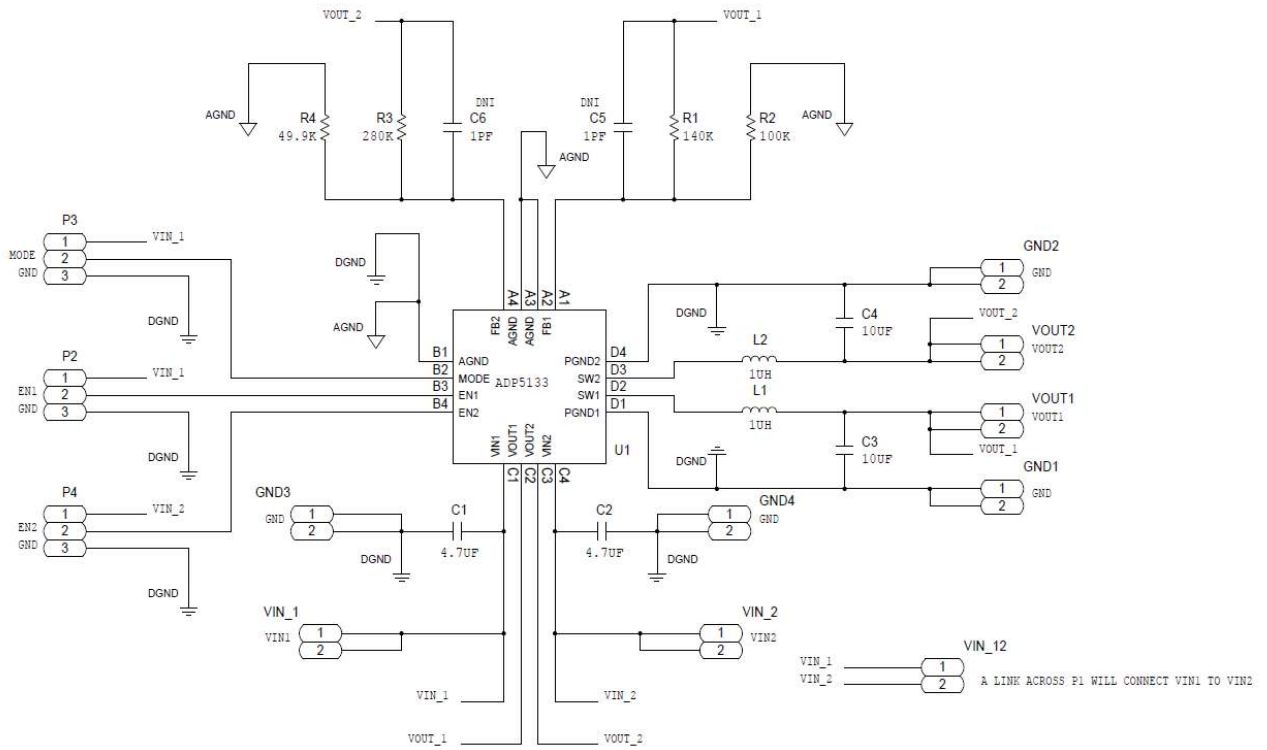 VOUT_2
VOUT_1
DNI
DNI
AGND
R4
49.9K
R3
280K
C6
1PF
C5
1PF
R1
140K
R2
100K
AGND
AGND
P3
1
2
3
VIN_1
MODE
GND
DGND
P2
1
2
3
VIN_1
EN1
GND
DGND
P4
1
2
3
VIN_2
EN2
GND
DGND
DGND
AGND
A4
A3
A2
A1
FB2
AGND
AGND
FB1
B1
B2
B3
B4
AGND
MODE
EN1
EN2
ADP5133
PGND2
SW2
SW1
PGND1
D4
D3
D2
D1
VIN1
VOUT1
VOUT2
VIN2
U1
C1
C2
C3
C4
DGND
L2
1UH
L1
1UH
C4
10UF
C3
10UF
DGND
GND2
1
2
GND
VOUT_2
VOUT2
1
2
VOUT2
VOUT1
1
2
VOUT1
VOUT_1
GND1
1
2
GND
GND3
GND
1
2
C1
4.7UF
DGND
C2
4.7UF
GND4
1
2
GND
DGND
VIN_1
VIN1
1
2
VIN_2
1
2
VIN2
VIN_1
VIN_2
VOUT_1
VOUT_2
VIN_12
VIN_1
VIN_2
1
2
A LINK ACROSS P1 WILL CONNECT VIN1 TO VIN2